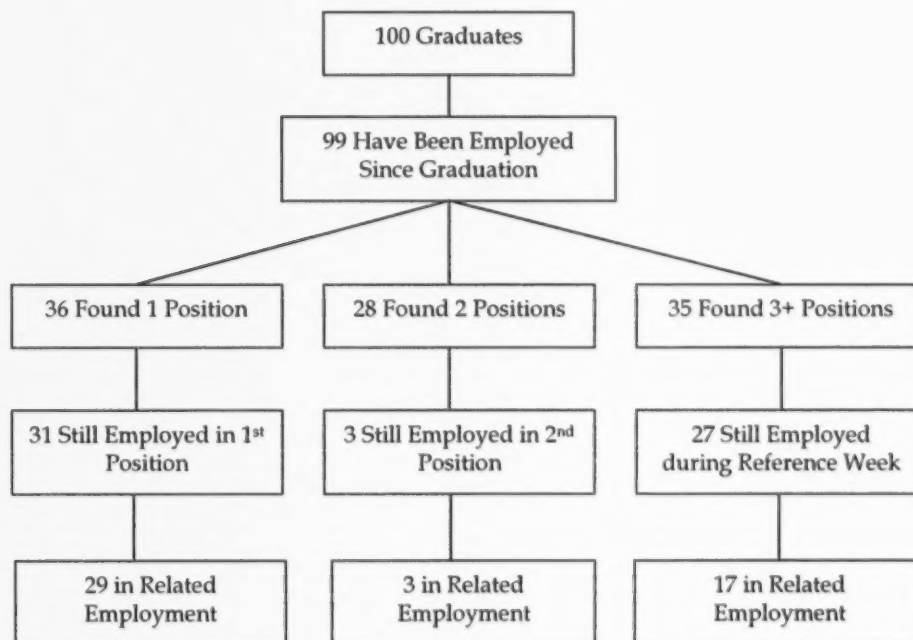 100 Graduates
99 Have Been Employed
Since Graduation
36 Found 1 Position
28 Found 2 Positions
35 Found 3+ Positions
31 Still Employed in 1st
Position
3 Still Employed in 2nd
Position
27 Still Employed
during Reference Week
29 in Related
Employment
3 in Related
Employment
17 in Related
Employment